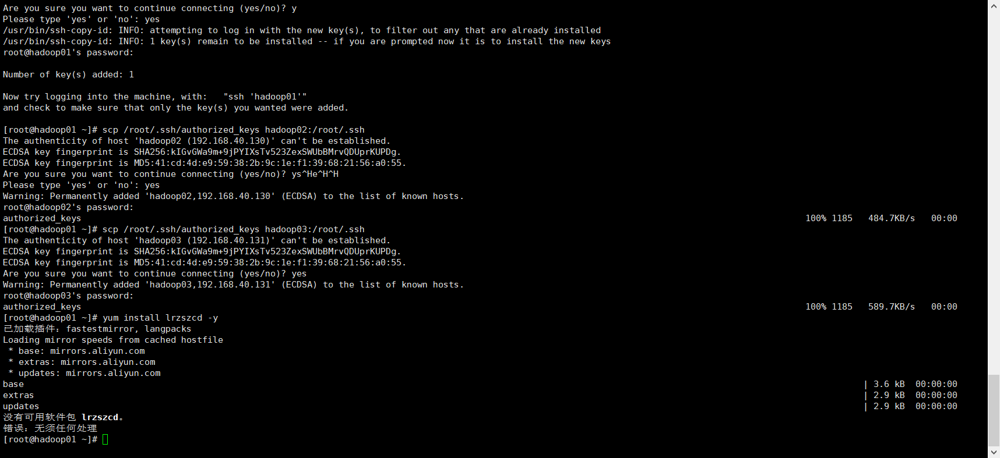 Are you sure you want to continue connecting (yes/no)? y
Please type 'yes' or 'no': yes
/usr/bin/ssh-copy-id: INFO: attempting to log in with the new key(s), to filter out any that are already installed
/usr/bin/ssh-copy-id: INFO: 1 key(s) remain to be installed -- if you are prompted now it is to install the new keys
root@hadoop01's password:
Number of key(s) added: 1
Now try logging into the machine, with:   "ssh 'hadoop01'"
and check to make sure that only the key(s) you wanted were added.
[root@hadoop01 ~]# scp /root/.ssh/authorized_keys hadoop02:/root/.ssh
The authenticity of host 'hadoop02 (192.168.40.130)' can't be established.
ECDSA key fingerprint is SHA256:kIGvGWa9m+9jPYIXsTv523ZexSWUbBMrvQDUprKUPDg.
ECDSA key fingerprint is MD5:41:cd:4d:e9:59:38:2b:9c:1e:f1:39:68:21:56:a0:55.
Are you sure you want to continue connecting (yes/no)? ys^He^H^H
Please type 'yes' or 'no': yes
Warning: Permanently added 'hadoop02,192.168.40.130' (ECDSA) to the list of known hosts.
root@hadoop02's password:
authorized_keys 100% 1185   484.7KB/s   00:00
[root@hadoop01 ~]# scp /root/.ssh/authorized_keys hadoop03:/root/.ssh
The authenticity of host 'hadoop03 (192.168.40.131)' can't be established.
ECDSA key fingerprint is SHA256:kIGvGWa9m+9jPYIXsTv523ZexSWUbBMrvQDUprKUPDg.
ECDSA key fingerprint is MD5:41:cd:4d:e9:59:38:2b:9c:1e:f1:39:68:21:56:a0:55.
Are you sure you want to continue connecting (yes/no)? yes
Warning: Permanently added 'hadoop03,192.168.40.131' (ECDSA) to the list of known hosts.
root@hadoop03's password:
authorized_keys 100% 1185   589.7KB/s   00:00
[root@hadoop01 ~]# yum install lrzszcd -y
已加载插件：fastestmirror, langpacks
Loading mirror speeds from cached hostfile
 * base: mirrors.aliyun.com
 * extras: mirrors.aliyun.com
 * updates: mirrors.aliyun.com
base | 3.6 kB  00:00:00
extras | 2.9 kB  00:00:00
updates | 2.9 kB  00:00:00
没有可用软件包 lrzszcd。
错误：无须任何处理
[root@hadoop01 ~]#